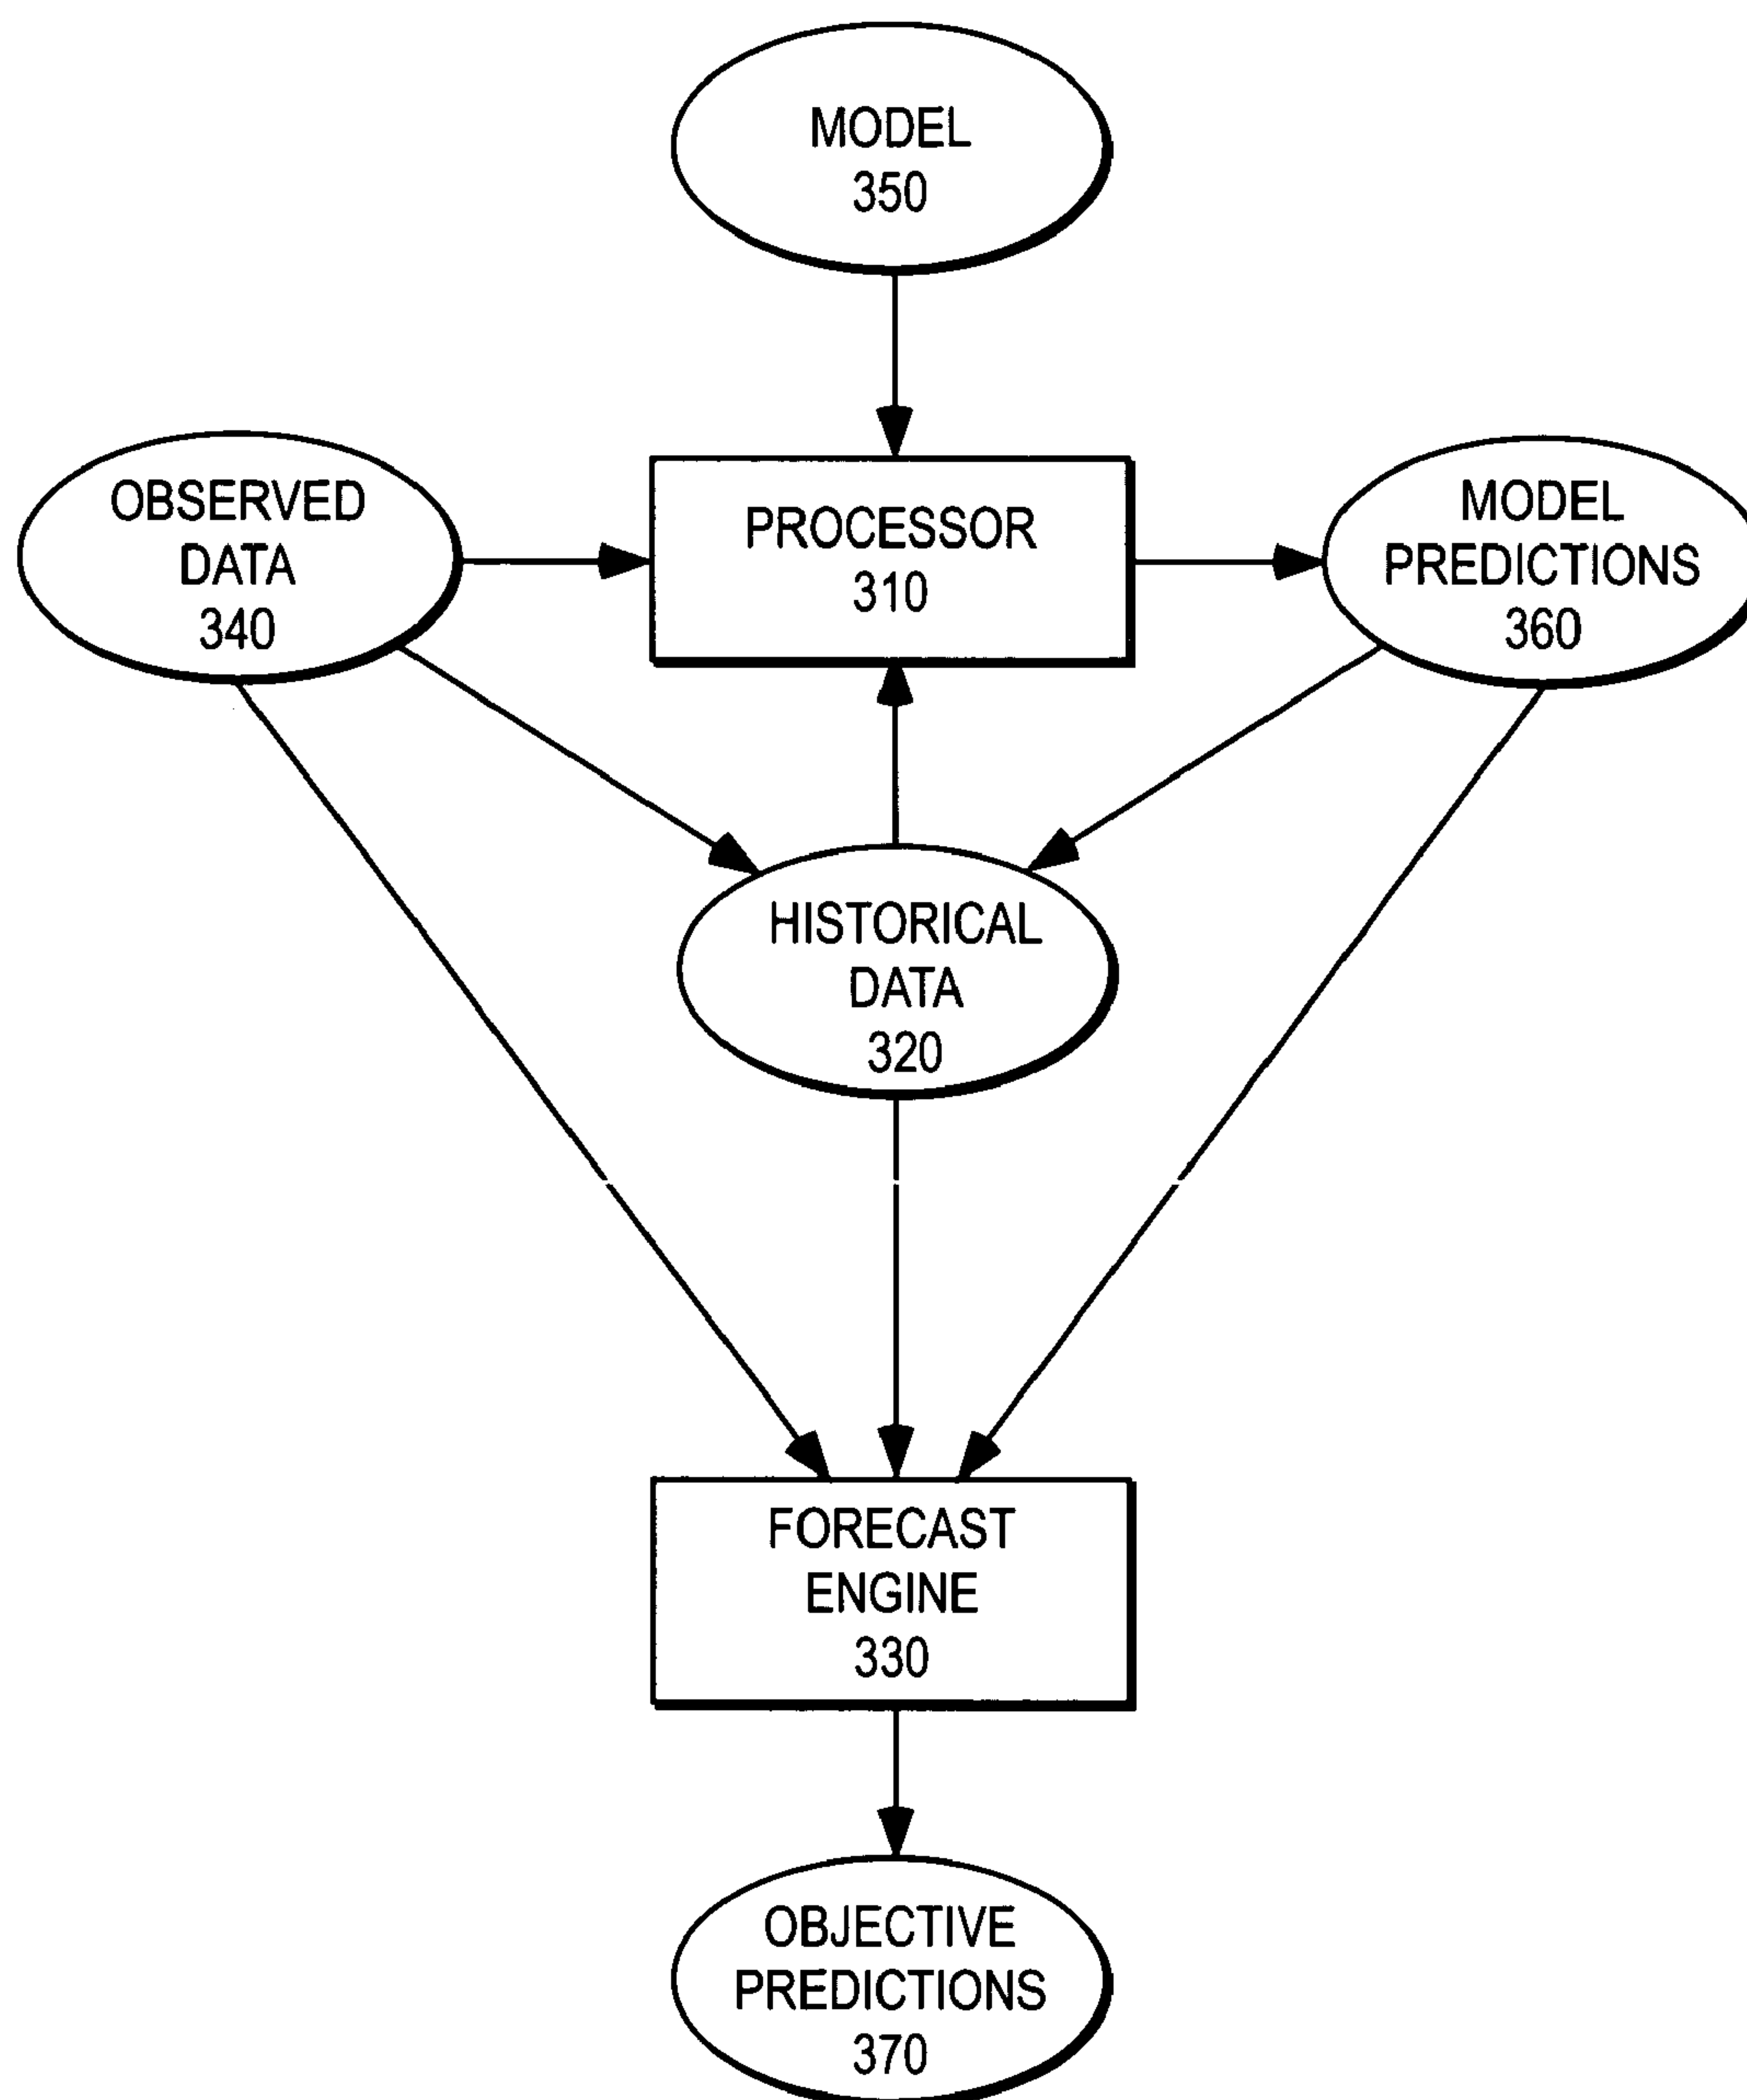 MODEL
350
OBSERVED
DATA
340
PROCESSOR
310
MODEL
PREDICTIONS
360
HISTORICAL
DATA
320
FORECAST
ENGINE
330
OBJECTIVE
PREDICTIONS
370